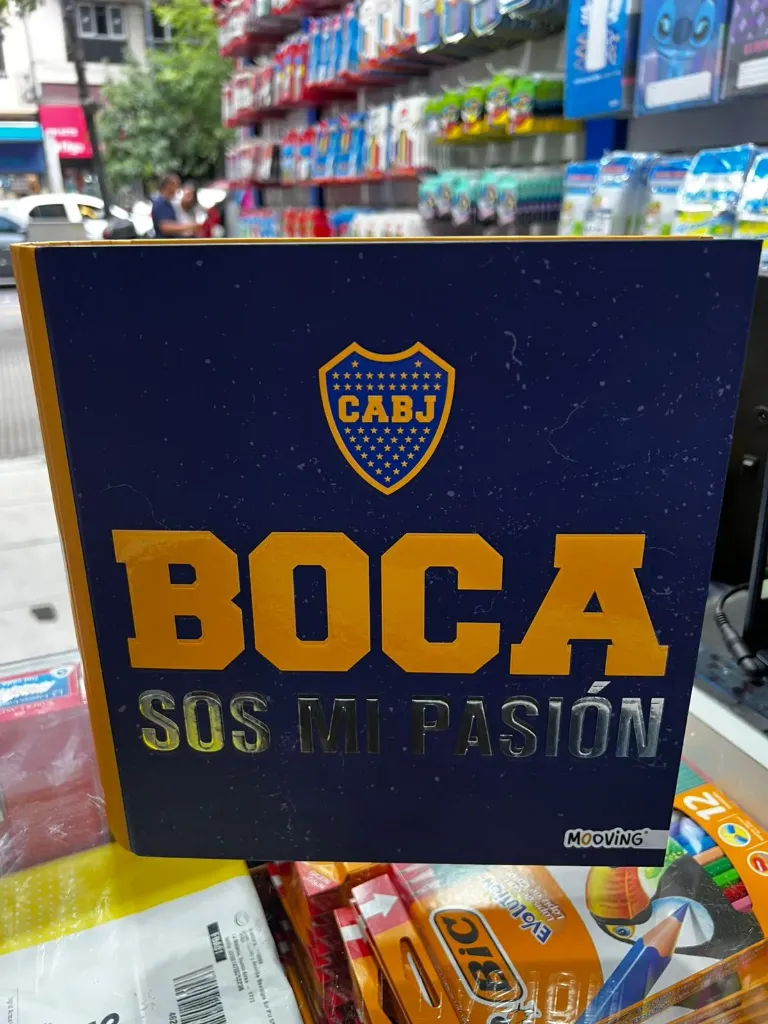 CABJ
BOCA
SOS MI PASIÓN
MOOVING
12
EVOLUTION
BIC